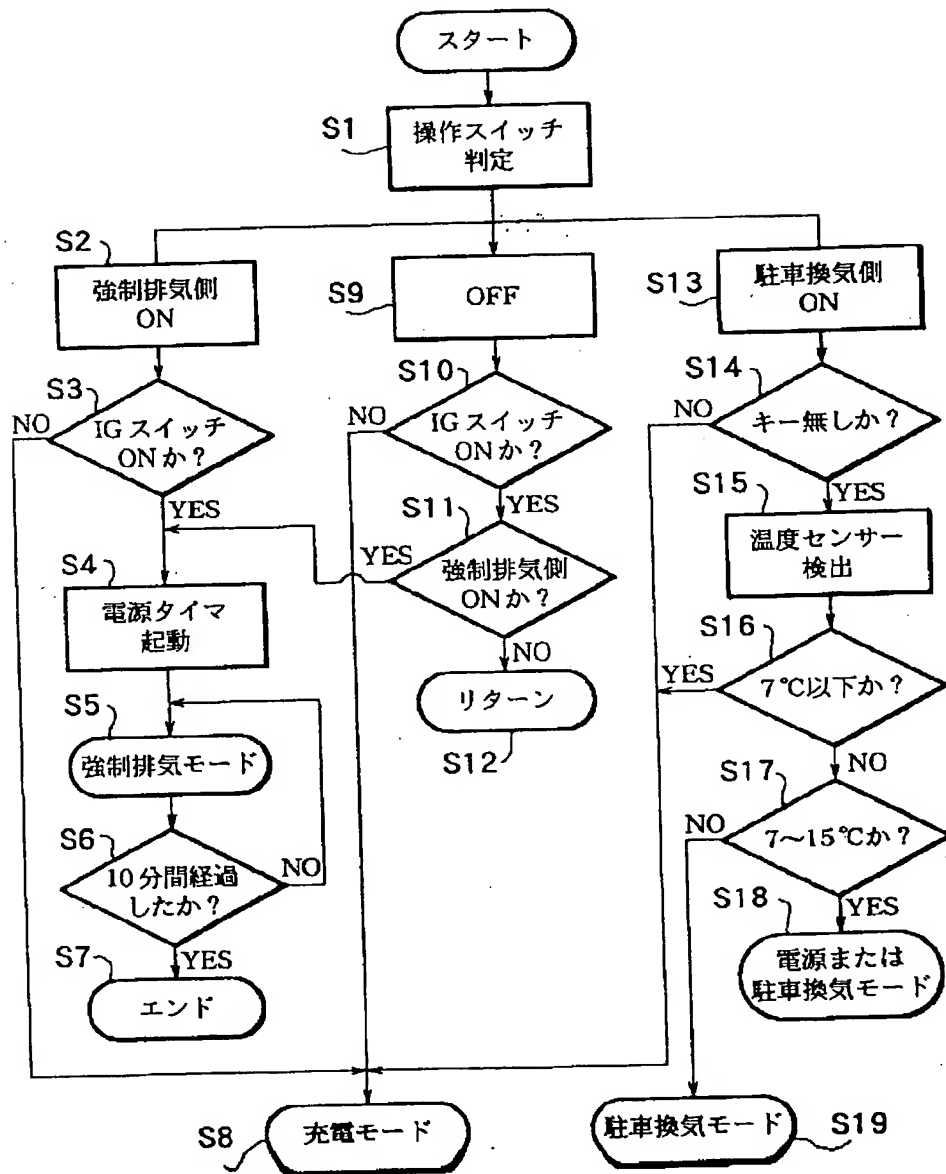 スタート
S1
操作スイッチ
判定
S2
強制排気側
ON
S9
OFF
S13
駐車換気側
ON
S3
NO
IGスイッチ
ONか？
YES
S10
NO
IGスイッチ
ONか？
YES
S14
NO
キー無しか？
YES
S11
YES
強制排気側
ONか？
NO
S15
温度センサー
検出
S4
電源タイマ
起動
S12
リターン
S16
YES
7℃以下か？
NO
S5
強制排気モード
S17
NO
7～15℃か？
YES
S6
10分間経過
したか？
NO
YES
S18
電源または
駐車換気モード
S7
エンド
S8
充電モード
駐車換気モード
S19